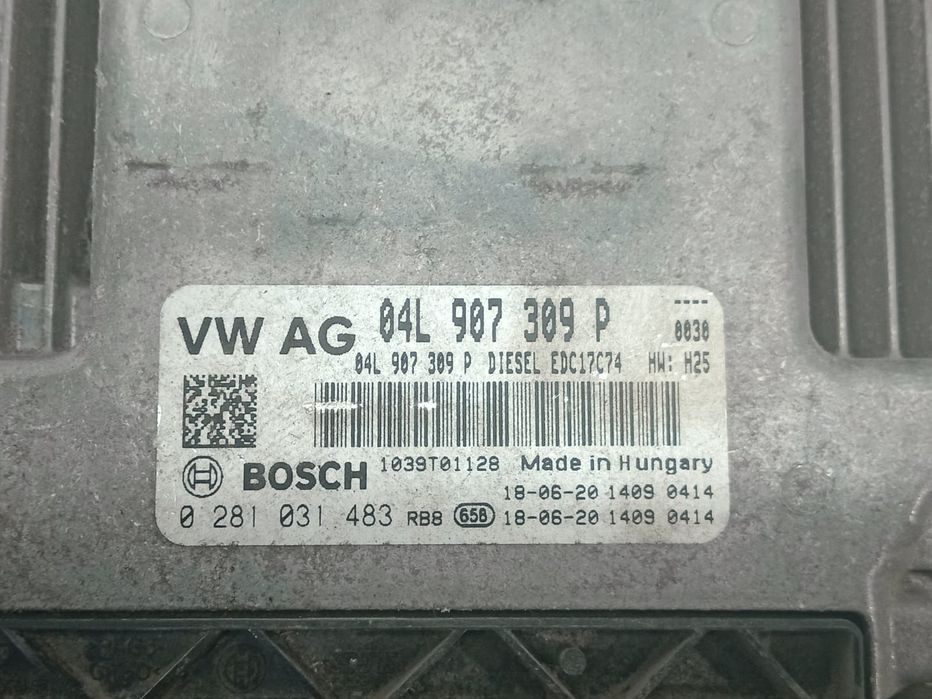 VW AG 04L 907 309 P ----
0030
04L 907 309 P DIESEL EDC17C74 HW: H25
BOSCH 1039T01128 Made in Hungary
18-06-20 1409 0414
0 281 031 483 RB8 658 18-06-20 1409 0414